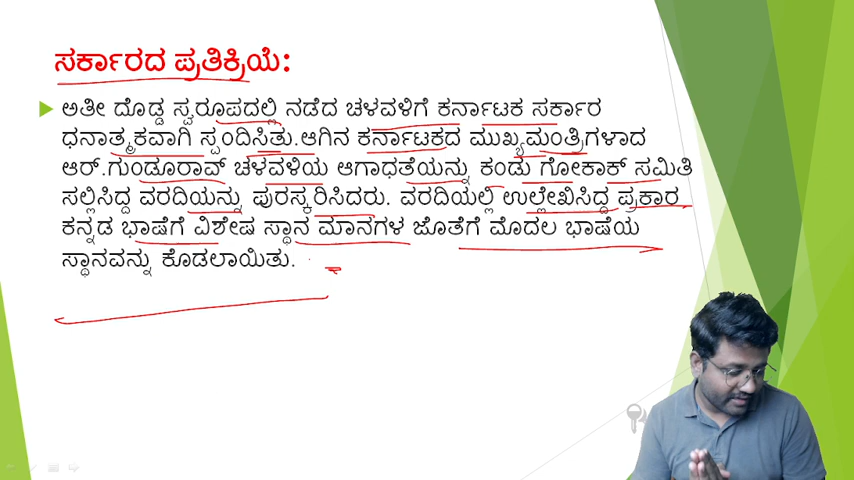 ಸರ್ಕಾರದ ಪ್ರತಿಕ್ರಿಯೆ:
ಅತೀ ದೊಡ್ಡ ಸ್ವರೂಪದಲ್ಲಿ ನಡೆದ ಚಳವಳಿಗೆ ಕರ್ನಾಟಕ ಸರ್ಕಾರ
ಧನಾತ್ಮಕವಾಗಿ ಸ್ಪಂದಿಸಿತು.ಆಗಿನ ಕರ್ನಾಟಕದ ಮುಖ್ಯಮಂತ್ರಿಗಳಾದ
ಆರ್.ಗುಂಡೂರಾವ್ ಚಳವಳಿಯ ಆಗಾಧತೆಯನ್ನು ಕಂಡು ಗೋಕಾಕ್ ಸಮಿತಿ
ಸಲ್ಲಿಸಿದ್ದ ವರದಿಯನ್ನು ಪುರಸ್ಕರಿಸಿದರು. ವರದಿಯಲ್ಲಿ ಉಲ್ಲೇಖಿಸಿದ್ದ ಪ್ರಕಾರ
ಕನ್ನಡ ಭಾಷೆಗೆ ವಿಶೇಷ ಸ್ಥಾನ ಮಾನಗಳ ಜೊತೆಗೆ ಮೊದಲ ಭಾಷೆಯ
ಸ್ಥಾನವನ್ನು ಕೊಡಲಾಯಿತು.